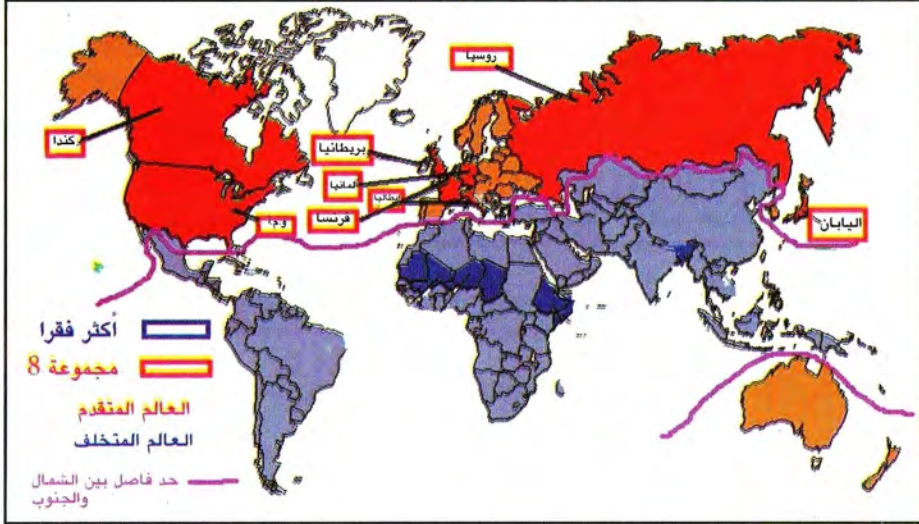 روسيا
كندا
بريطانيا
المانيا
ايطاليا
فرنسا
و.م.أ
اليابان
أكثر فقرا
مجموعة 8
العالم المتقدم
العالم المتخلف
حد فاصل بين الشمال
والجنوب